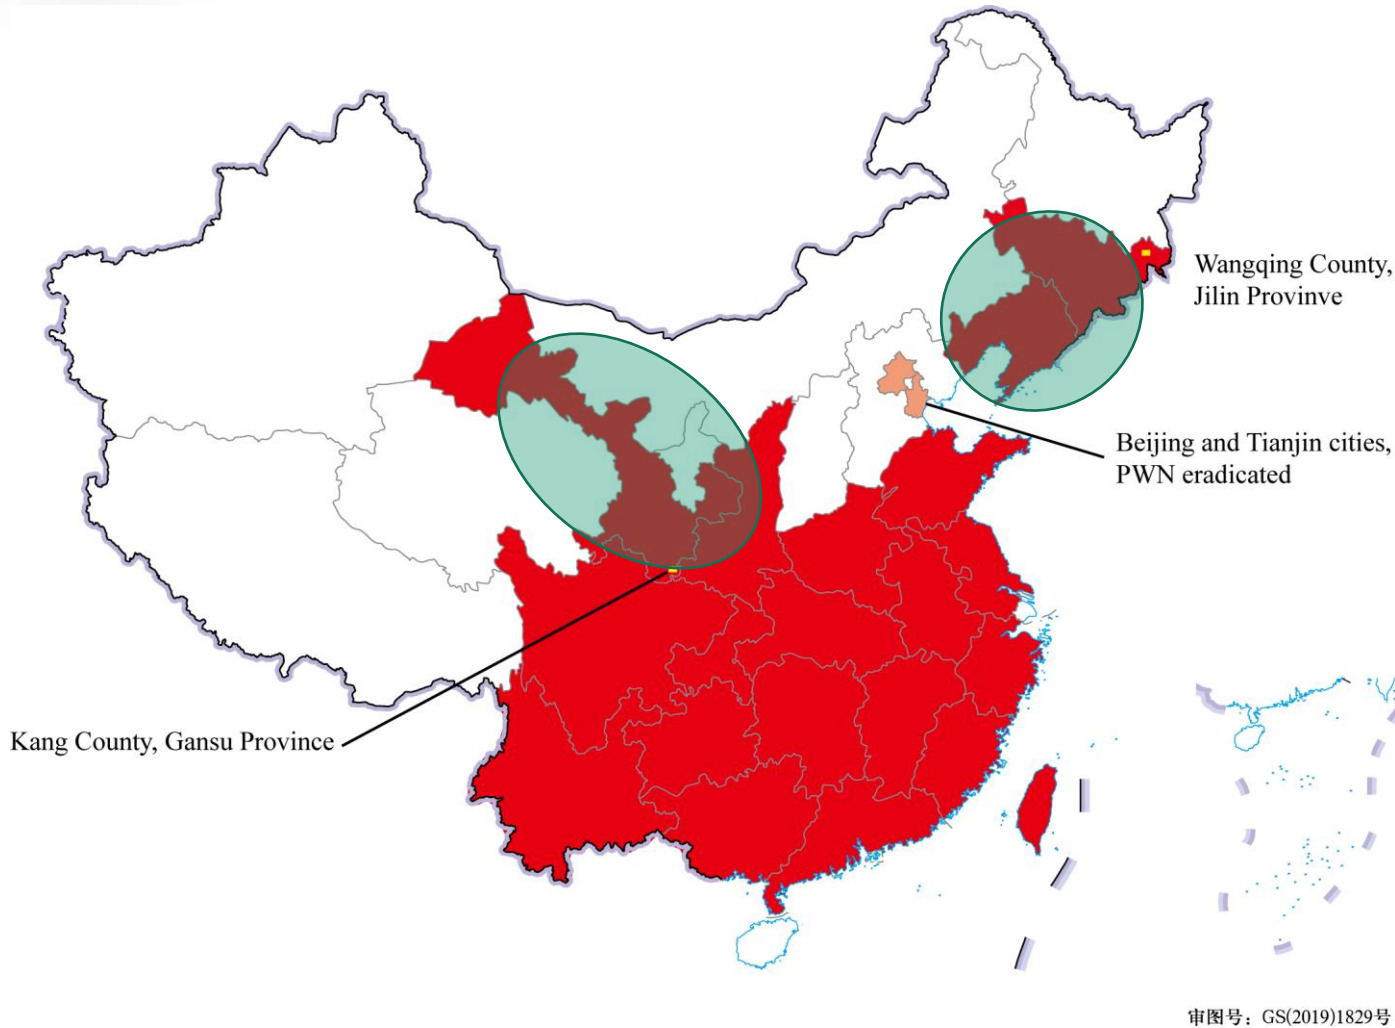 Wangqing County,
Jilin Provinve
Beijing and Tianjin cities,
PWN eradicated
Kang County, Gansu Province
审图号：GS(2019)1829号